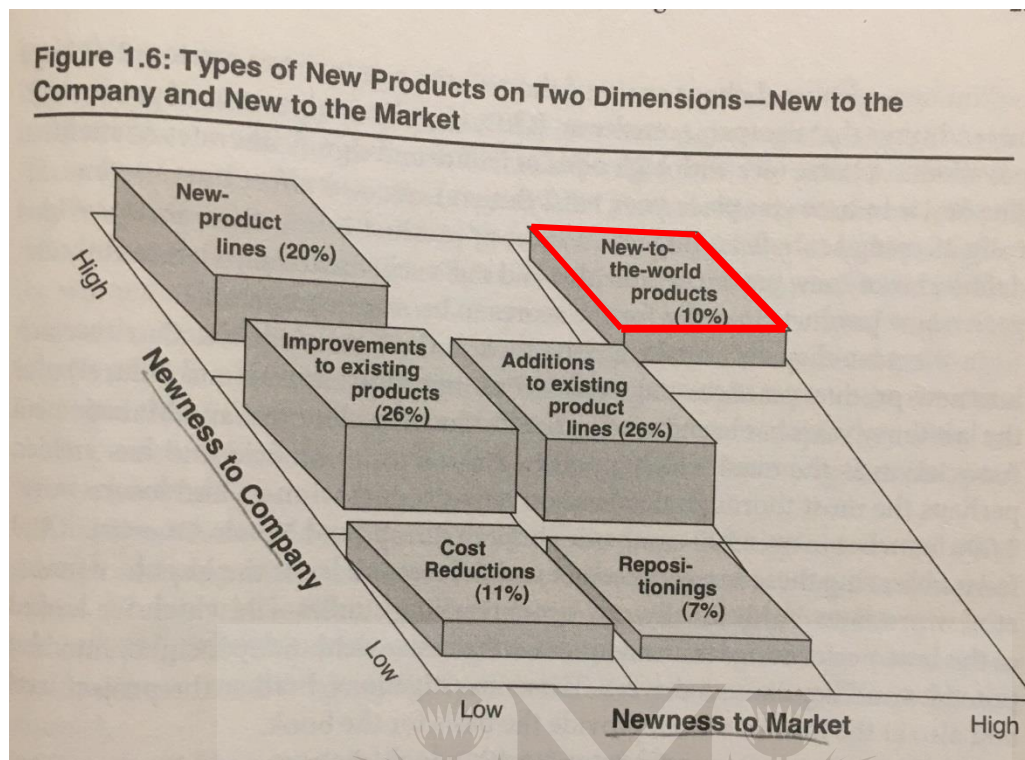 Figure 1.6: Types of New Products on Two Dimensions—New to the
Company and New to the Market
New-
product
lines (20%)
New-to-
the-world
products
(10%)
High
Improvements
to existing
products
(26%)
Additions
to existing
product
lines (26%)
Newness to Company
Cost
Reductions
(11%)
Reposi-
tionings
(7%)
Low
Low
Newness to Market
High